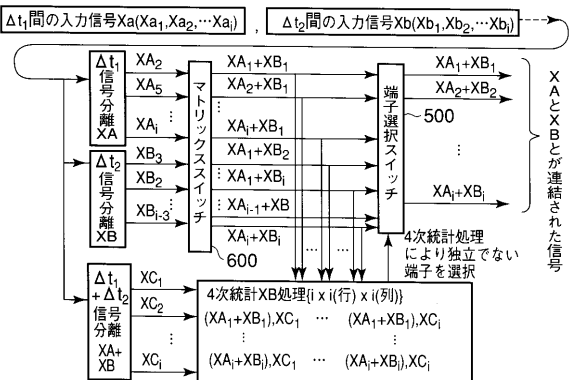 Δt₁間の入力信号Xa(Xa₁,Xa₂,…Xaᵢ) , Δt₂間の入力信号Xb(Xb₁,Xb₂,…Xbᵢ)
Δt₁
信号分離
XA
XA₂
XA₅
⋮
XAᵢ
Δt₂
信号分離
XB
XB₃
XB₂
⋮
XBᵢ₋₃
マトリックススイッチ
600
XA₁+XB₁
XA₂+XB₁
⋮
XAᵢ+XB₁
XA₁+XB₂
⋮
XA₁+XBᵢ
⋮
XAᵢ₋₁+XB
XAᵢ+XBᵢ
… …
端子選択スイッチ
500
XA₁+XB₁
XA₂+XB₂
⋮
XAᵢ+XBᵢ
XAとXBとが連結された信号
4次統計処理
により独立でない
端子を選択
Δt₁
+Δt₂
信号
分離
XA+
XB
XC₁
XC₂
⋮
XCᵢ
4次統計XB処理{i x i(行) x i(列)}
(XA₁+XB₁),XC₁ … (XA₁+XB₁),XCᵢ
⋮ ⋮
(XAᵢ+XBᵢ),XC₁ … (XAᵢ+XBᵢ),XCᵢ